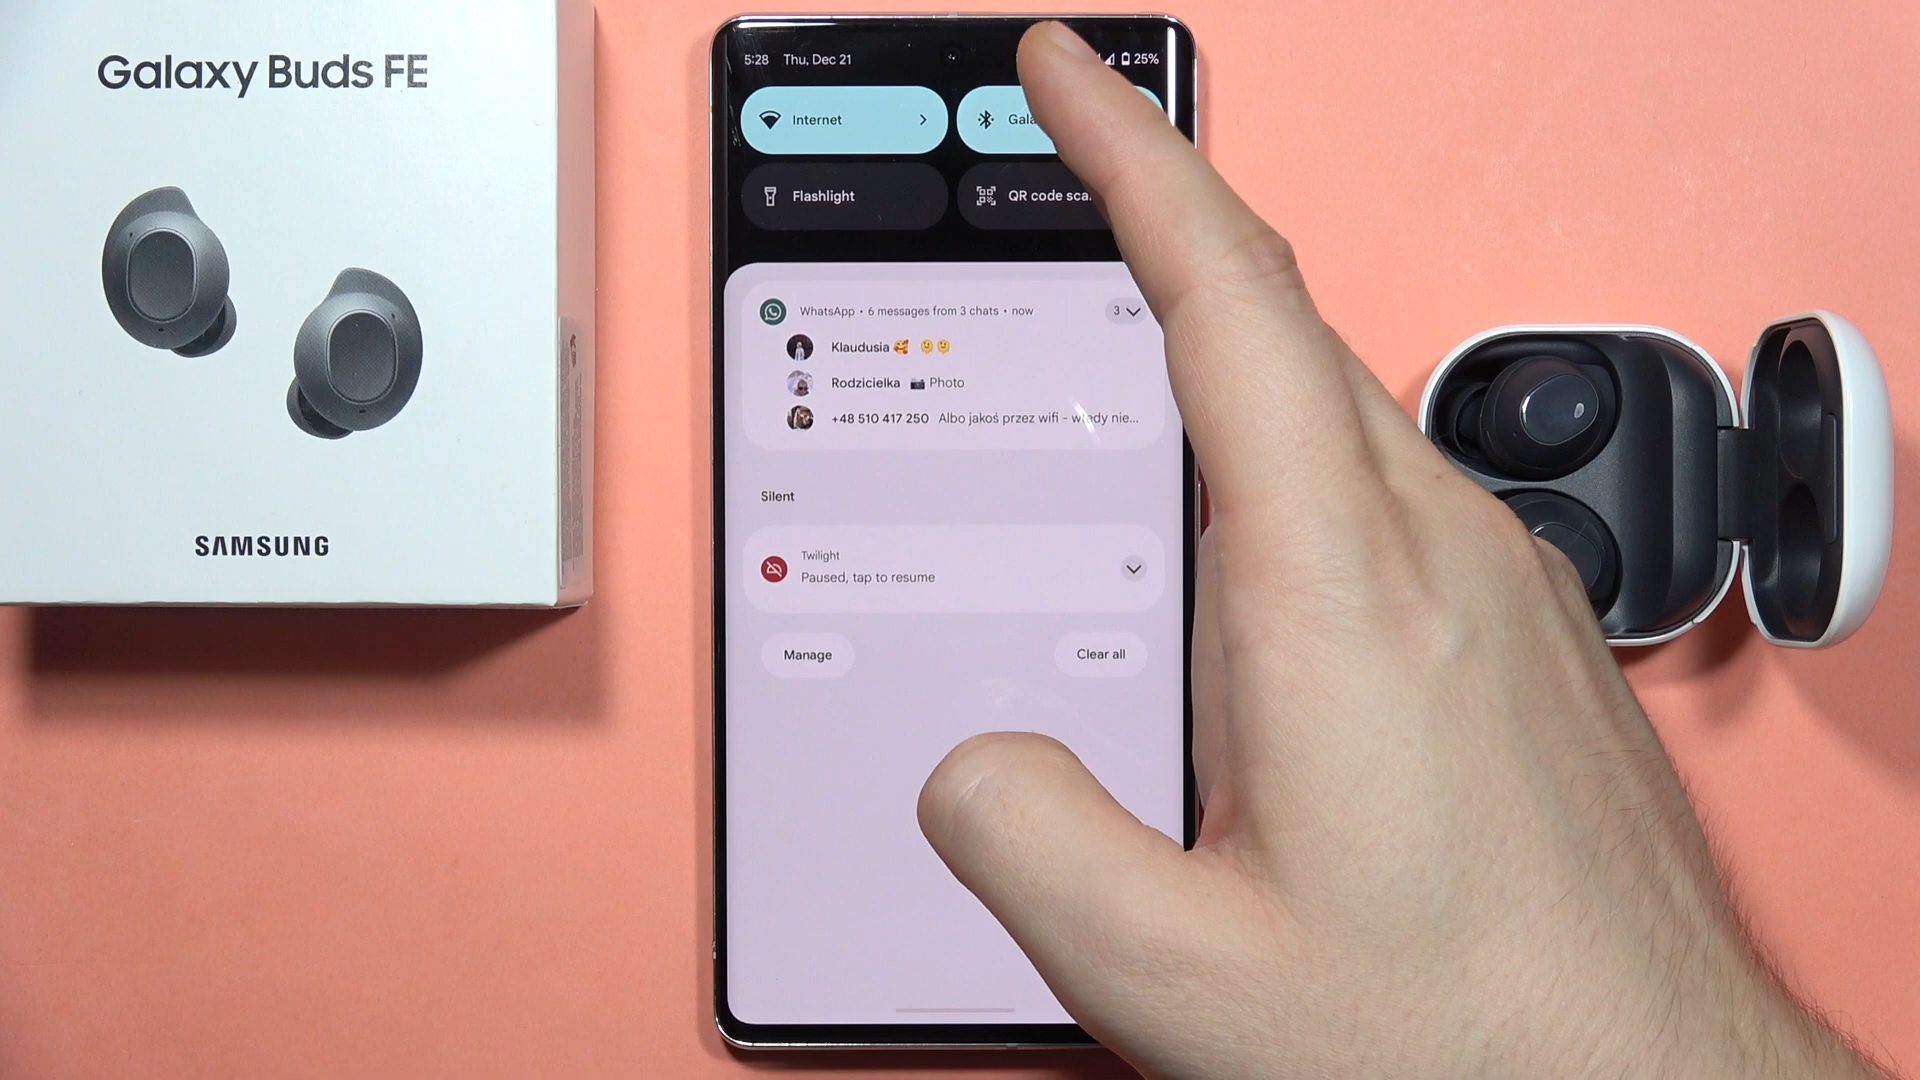 Galaxy Buds FE
SAMSUNG
5:28 Thu, Dec 21
25%
Internet
Flashlight
QR code sca
WhatsApp • 6 messages from 3 chats • now
3
Klaudusia 🥰 🫠🫠
Rodzicielka 📷 Photo
+48 510 417 250 Albo jakoś przez wifi - wtedy nie...
Silent
Twilight
Paused, tap to resume
Manage
Clear all